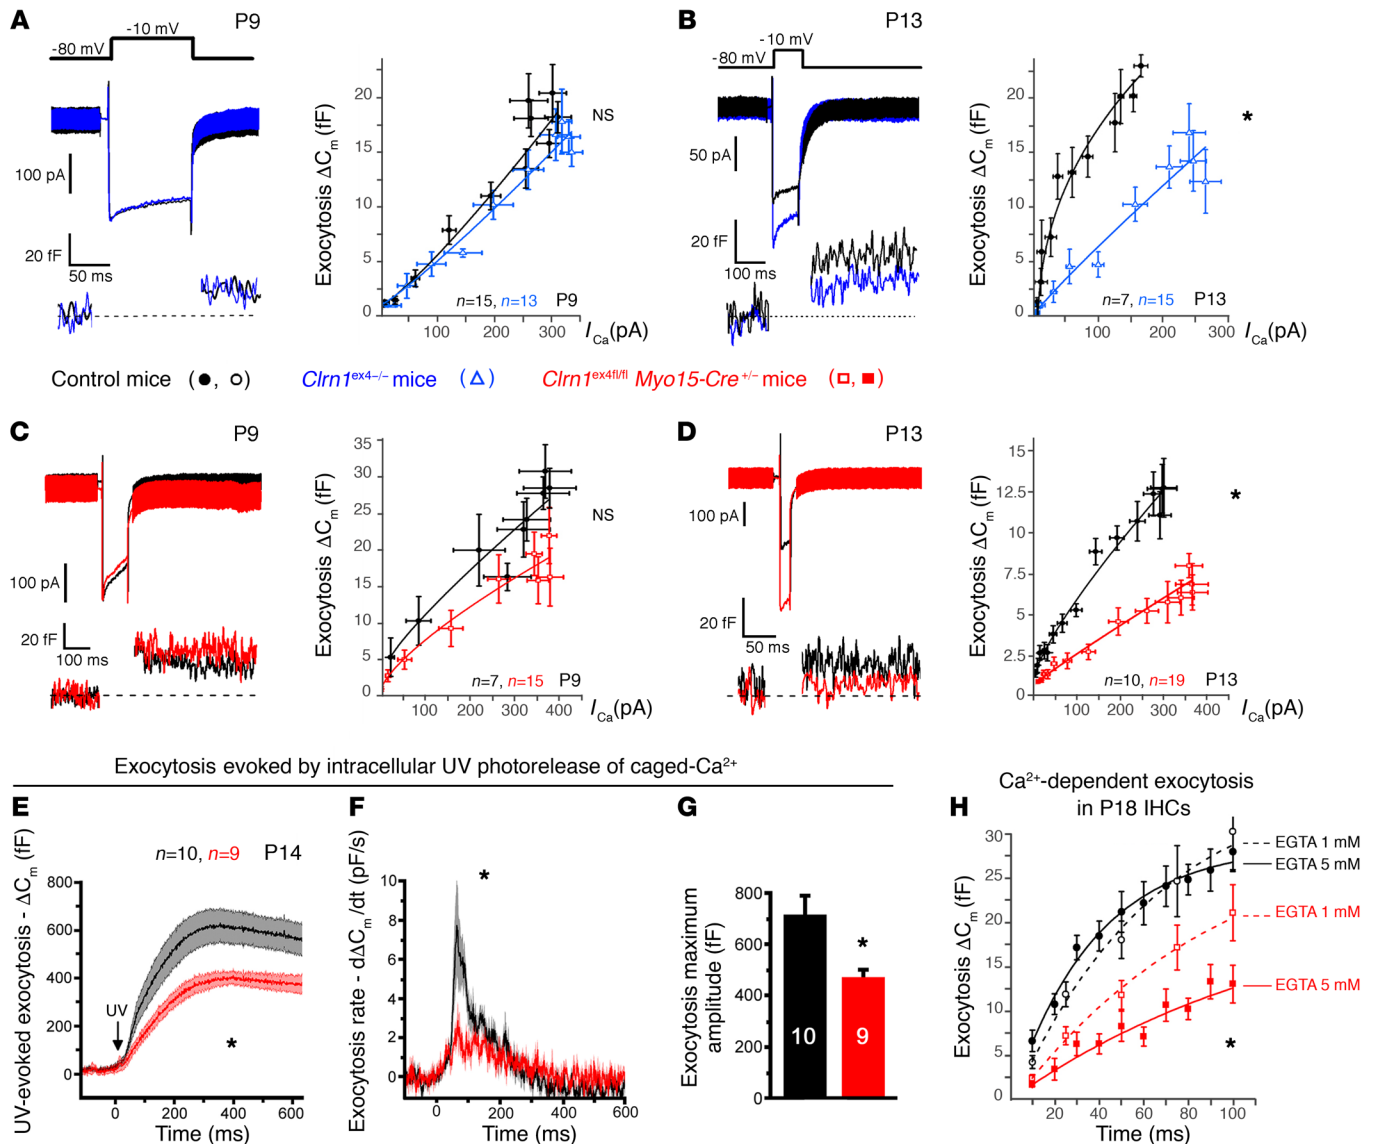 A
P9
-10 mV
-80 mV
100 pA
20 fF
50 ms
Exocytosis ΔCm (fF)
20
15
10
5
0
NS
n=15, n=13 P9
100 200 300
ICa(pA)
B
P13
-10 mV
-80 mV
50 pA
20 fF
100 ms
Exocytosis ΔCm (fF)
20
15
10
5
0
*
n=7, n=15 P13
100 200 300
ICa(pA)
Control mice (●, ○)
Clrn1ex4–/– mice (△)
Clrn1ex4fl/fl Myo15-Cre+/– mice (□, ■)
C
P9
100 pA
20 fF
100 ms
Exocytosis ΔCm (fF)
35
30
25
20
15
10
5
0
NS
n=7, n=15 P9
100 200 300 400
ICa(pA)
D
P13
100 pA
20 fF
50 ms
Exocytosis ΔCm (fF)
15
12.5
10
7.5
5
2.5
0
*
n=10, n=19 P13
100 200 300 400
ICa(pA)
Exocytosis evoked by intracellular UV photorelease of caged-Ca2+
E
n=10, n=9 P14
UV-evoked exocytosis - ΔCm (fF)
800
600
400
200
0
UV
*
0 200 400 600
Time (ms)
F
Exocytosis rate - dΔCm/dt (pF/s)
10
8
6
4
2
0
*
0 200 400 600
Time (ms)
G
Exocytosis maximum
amplitude (fF)
800
600
400
200
0
*
10 9
Ca2+-dependent exocytosis
in P18 IHCs
H
Exocytosis ΔCm (fF)
30
25
20
15
10
5
0
EGTA 1 mM
EGTA 5 mM
EGTA 1 mM
EGTA 5 mM
*
20 40 60 80 100
Time (ms)